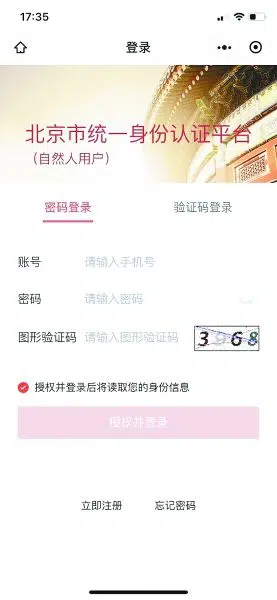 17:35
登录
北京市统一身份认证平台
（自然人用户）
密码登录
验证码登录
账号 请输入手机号
密码 请输入密码
图形验证码 请输入图形验证码 3968
授权并登录后将读取您的身份信息
授权并登录
立即注册 忘记密码